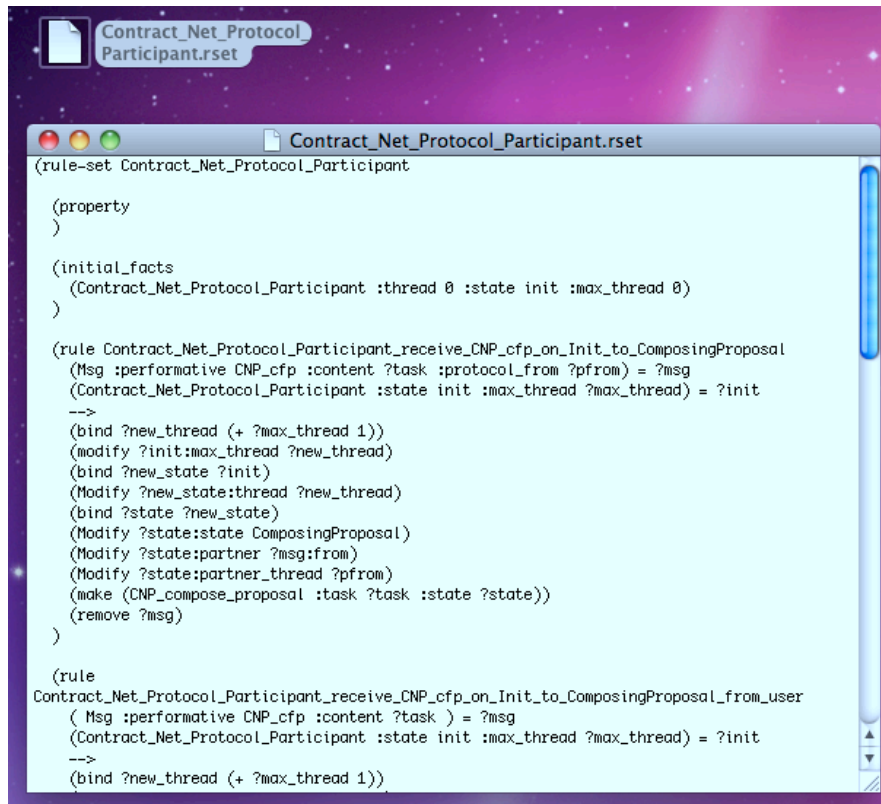 Contract_Net_Protocol_
Participant.rset
Contract_Net_Protocol_Participant.rset
(rule-set Contract_Net_Protocol_Participant
(property
)
(initial_facts
(Contract_Net_Protocol_Participant :thread 0 :state init :max_thread 0)
)
(rule Contract_Net_Protocol_Participant_receive_CNP_cfp_on_Init_to_ComposingProposal
(Msg :performative CNP_cfp :content ?task :protocol_from ?pfrom) = ?msg
(Contract_Net_Protocol_Participant :state init :max_thread ?max_thread) = ?init
-->
(bind ?new_thread (+ ?max_thread 1))
(modify ?init:max_thread ?new_thread)
(bind ?new_state ?init)
(Modify ?new_state:thread ?new_thread)
(bind ?state ?new_state)
(Modify ?state:state ComposingProposal)
(Modify ?state:partner ?msg:from)
(Modify ?state:partner_thread ?pfrom)
(make (CNP_compose_proposal :task ?task :state ?state))
(remove ?msg)
)
(rule
Contract_Net_Protocol_Participant_receive_CNP_cfp_on_Init_to_ComposingProposal_from_user
( Msg :performative CNP_cfp :content ?task ) = ?msg
(Contract_Net_Protocol_Participant :state init :max_thread ?max_thread) = ?init
-->
(bind ?new_thread (+ ?max_thread 1))